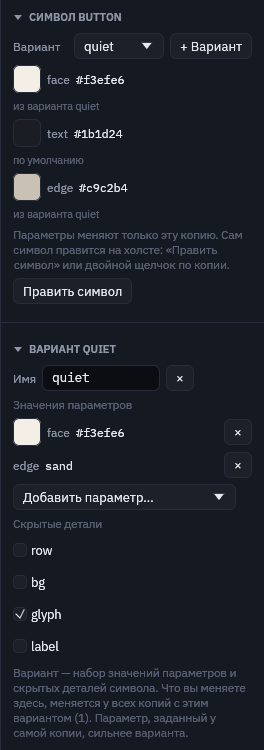 СИМВОЛ BUTTON
Вариант quiet + Вариант
face #f3efe6
из варианта quiet
text #1b1d24
по умолчанию
edge #c9c2b4
из варианта quiet
Параметры меняют только эту копию. Сам
символ правится на холсте: «Править
символ» или двойной щелчок по копии.
Править символ
ВАРИАНТ QUIET
Имя quiet ×
Значения параметров
face #f3efe6 ×
edge sand ×
Добавить параметр...
Скрытые детали
row
bg
glyph
label
Вариант — набор значений параметров и
скрытых деталей символа. Что вы меняете
здесь, меняется у всех копий с этим
вариантом (1). Параметр, заданный у
самой копии, сильнее варианта.